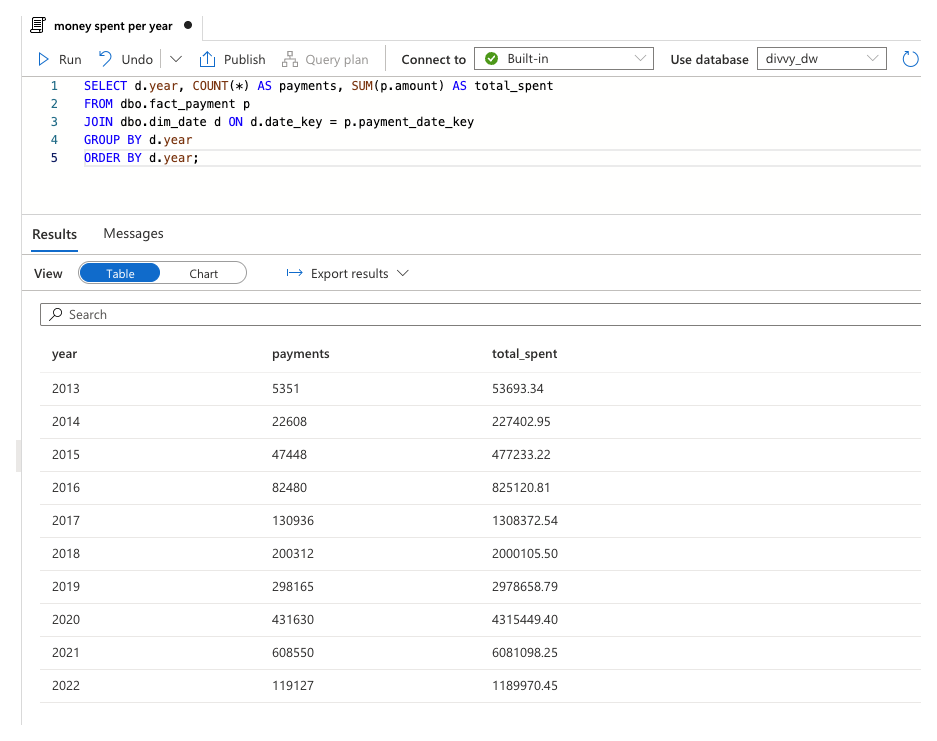 money spent per year
Run Undo Publish Query plan Connect to Built-in Use database divvy_dw
1 SELECT d.year, COUNT(*) AS payments, SUM(p.amount) AS total_spent
2 FROM dbo.fact_payment p
3 JOIN dbo.dim_date d ON d.date_key = p.payment_date_key
4 GROUP BY d.year
5 ORDER BY d.year;
Results Messages
View Table Chart Export results
Search
year payments total_spent
2013 5351 53693.34
2014 22608 227402.95
2015 47448 477233.22
2016 82480 825120.81
2017 130936 1308372.54
2018 200312 2000105.50
2019 298165 2978658.79
2020 431630 4315449.40
2021 608550 6081098.25
2022 119127 1189970.45